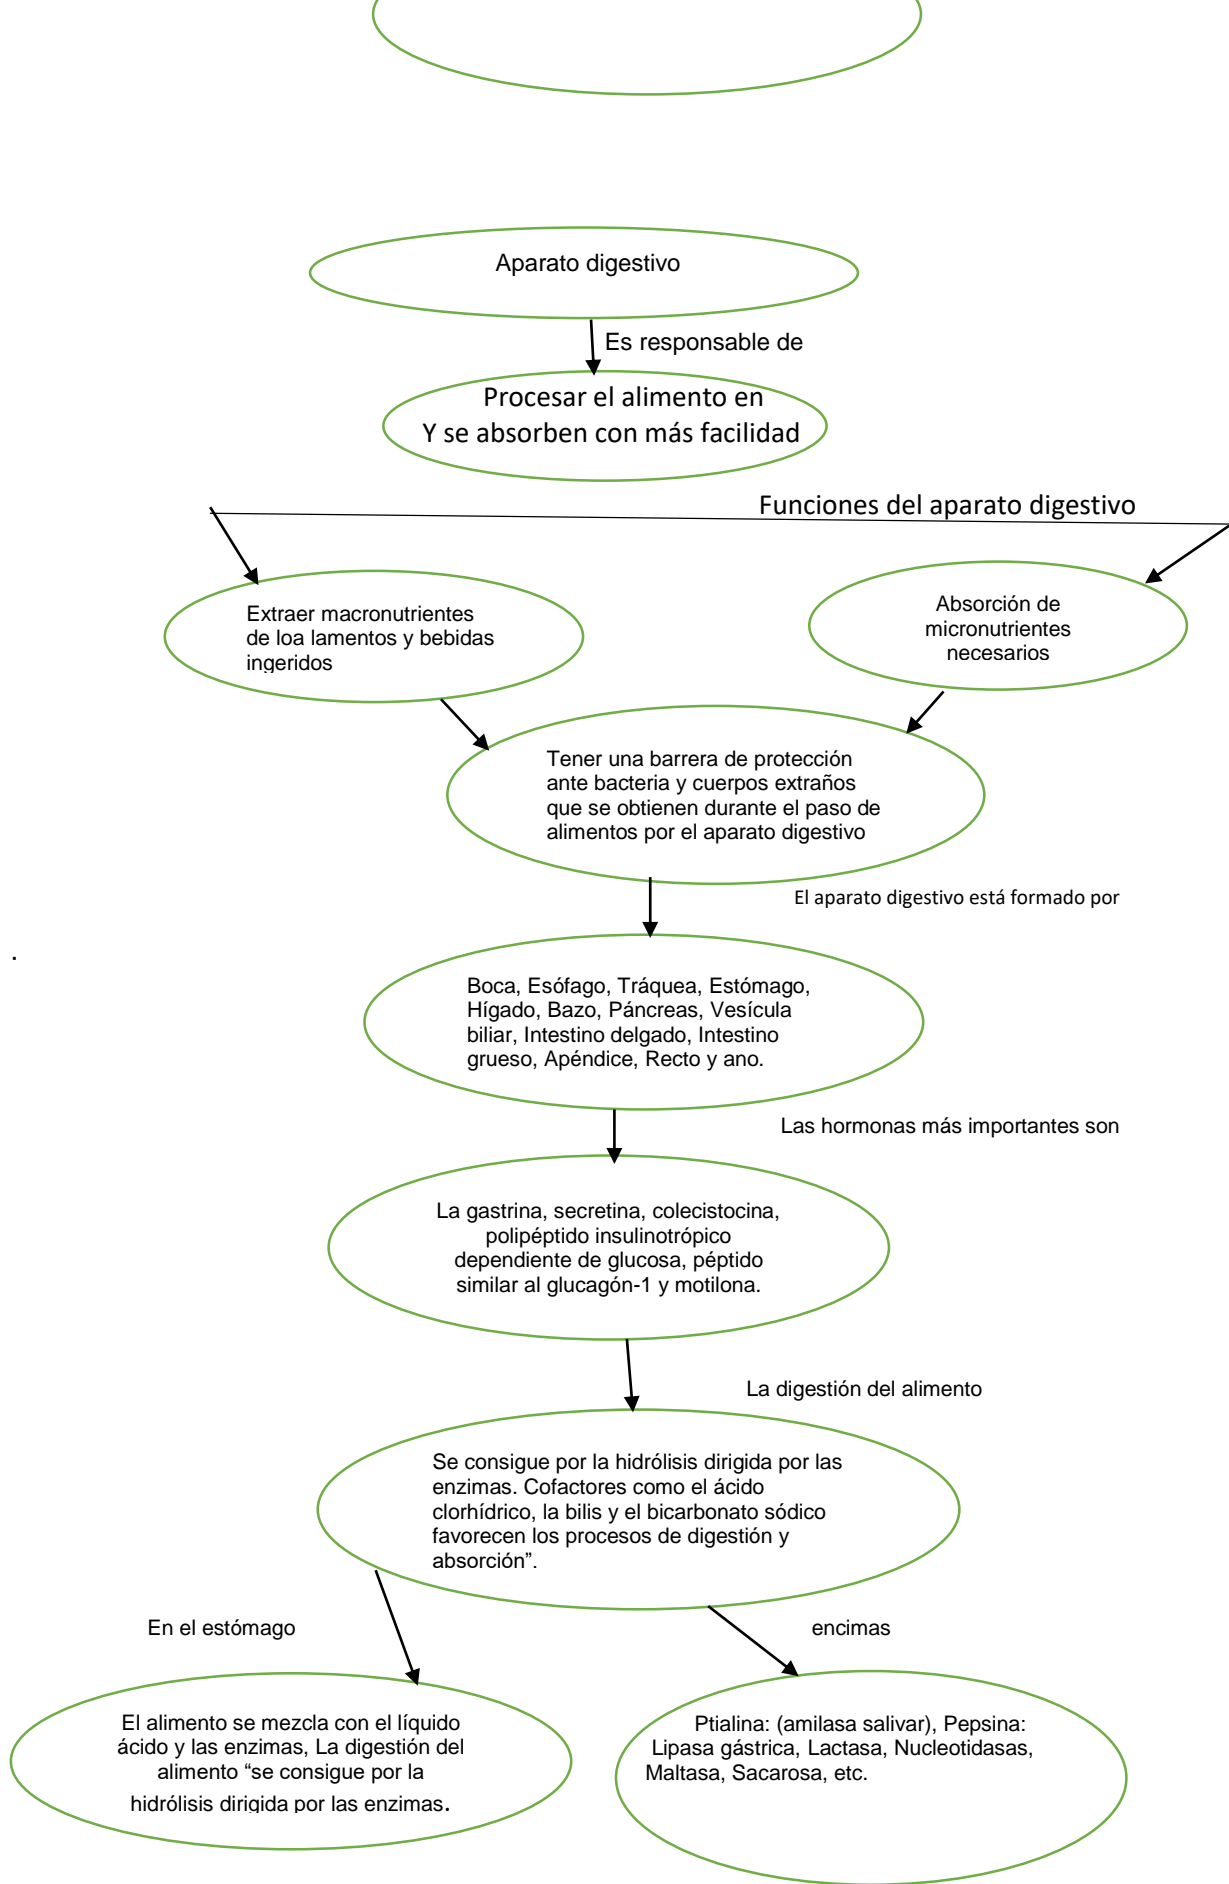 Aparato digestivo
Es responsable de
Procesar el alimento en
Y se absorben con más facilidad
Funciones del aparato digestivo
Extraer macronutrientes
de loa lamentos y bebidas
ingeridos
Absorción de
micronutrientes
necesarios
Tener una barrera de protección
ante bacteria y cuerpos extraños
que se obtienen durante el paso de
alimentos por el aparato digestivo
El aparato digestivo está formado por
.
Boca, Esófago, Tráquea, Estómago,
Hígado, Bazo, Páncreas, Vesícula
biliar, Intestino delgado, Intestino
grueso, Apéndice, Recto y ano.
Las hormonas más importantes son
La gastrina, secretina, colecistocina,
polipéptido insulinotrópico
dependiente de glucosa, péptido
similar al glucagón-1 y motilona.
La digestión del alimento
Se consigue por la hidrólisis dirigida por las
enzimas. Cofactores como el ácido
clorhídrico, la bilis y el bicarbonato sódico
favorecen los procesos de digestión y
absorción”.
En el estómago
encimas
El alimento se mezcla con el líquido
ácido y las enzimas, La digestión del
alimento “se consigue por la
hidrólisis dirigida por las enzimas.
Ptialina: (amilasa salivar), Pepsina:
Lipasa gástrica, Lactasa, Nucleotidasas,
Maltasa, Sacarosa, etc.